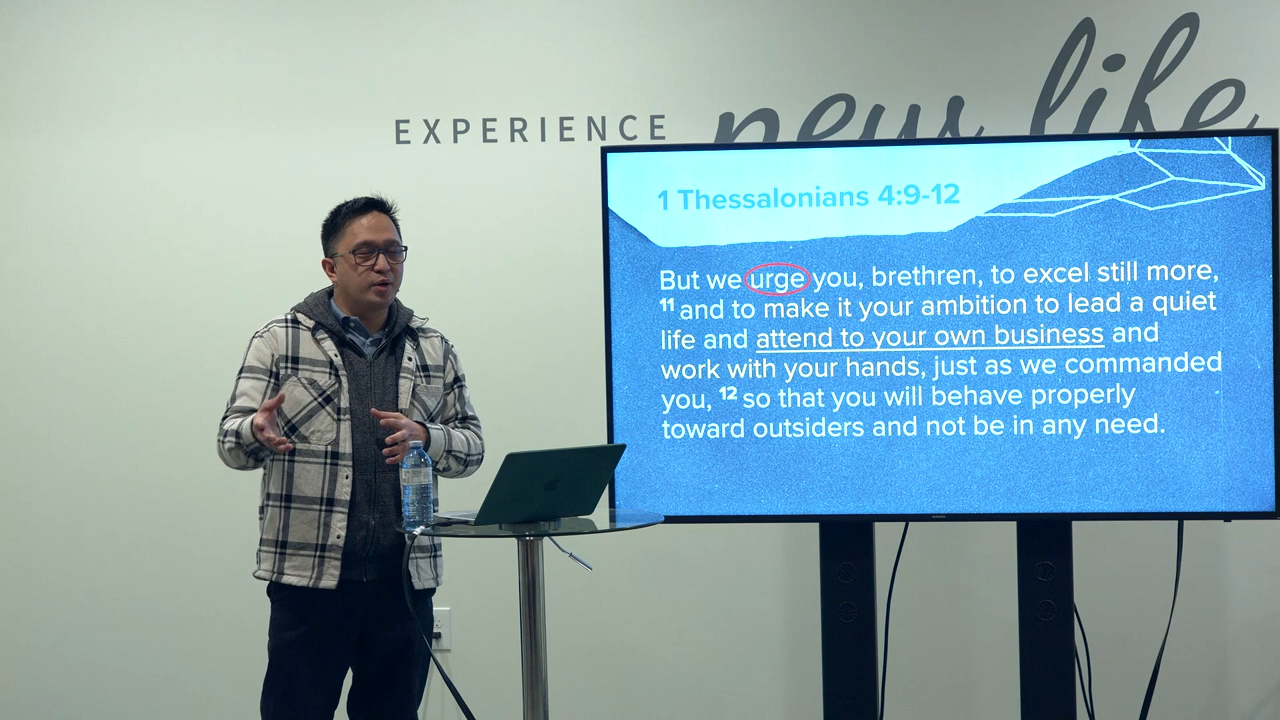 EXPERIENCE new life
1 Thessalonians 4:9-12
But we urge you, brethren, to excel still more,
11 and to make it your ambition to lead a quiet
life and attend to your own business and
work with your hands, just as we commanded
you, 12 so that you will behave properly
toward outsiders and not be in any need.